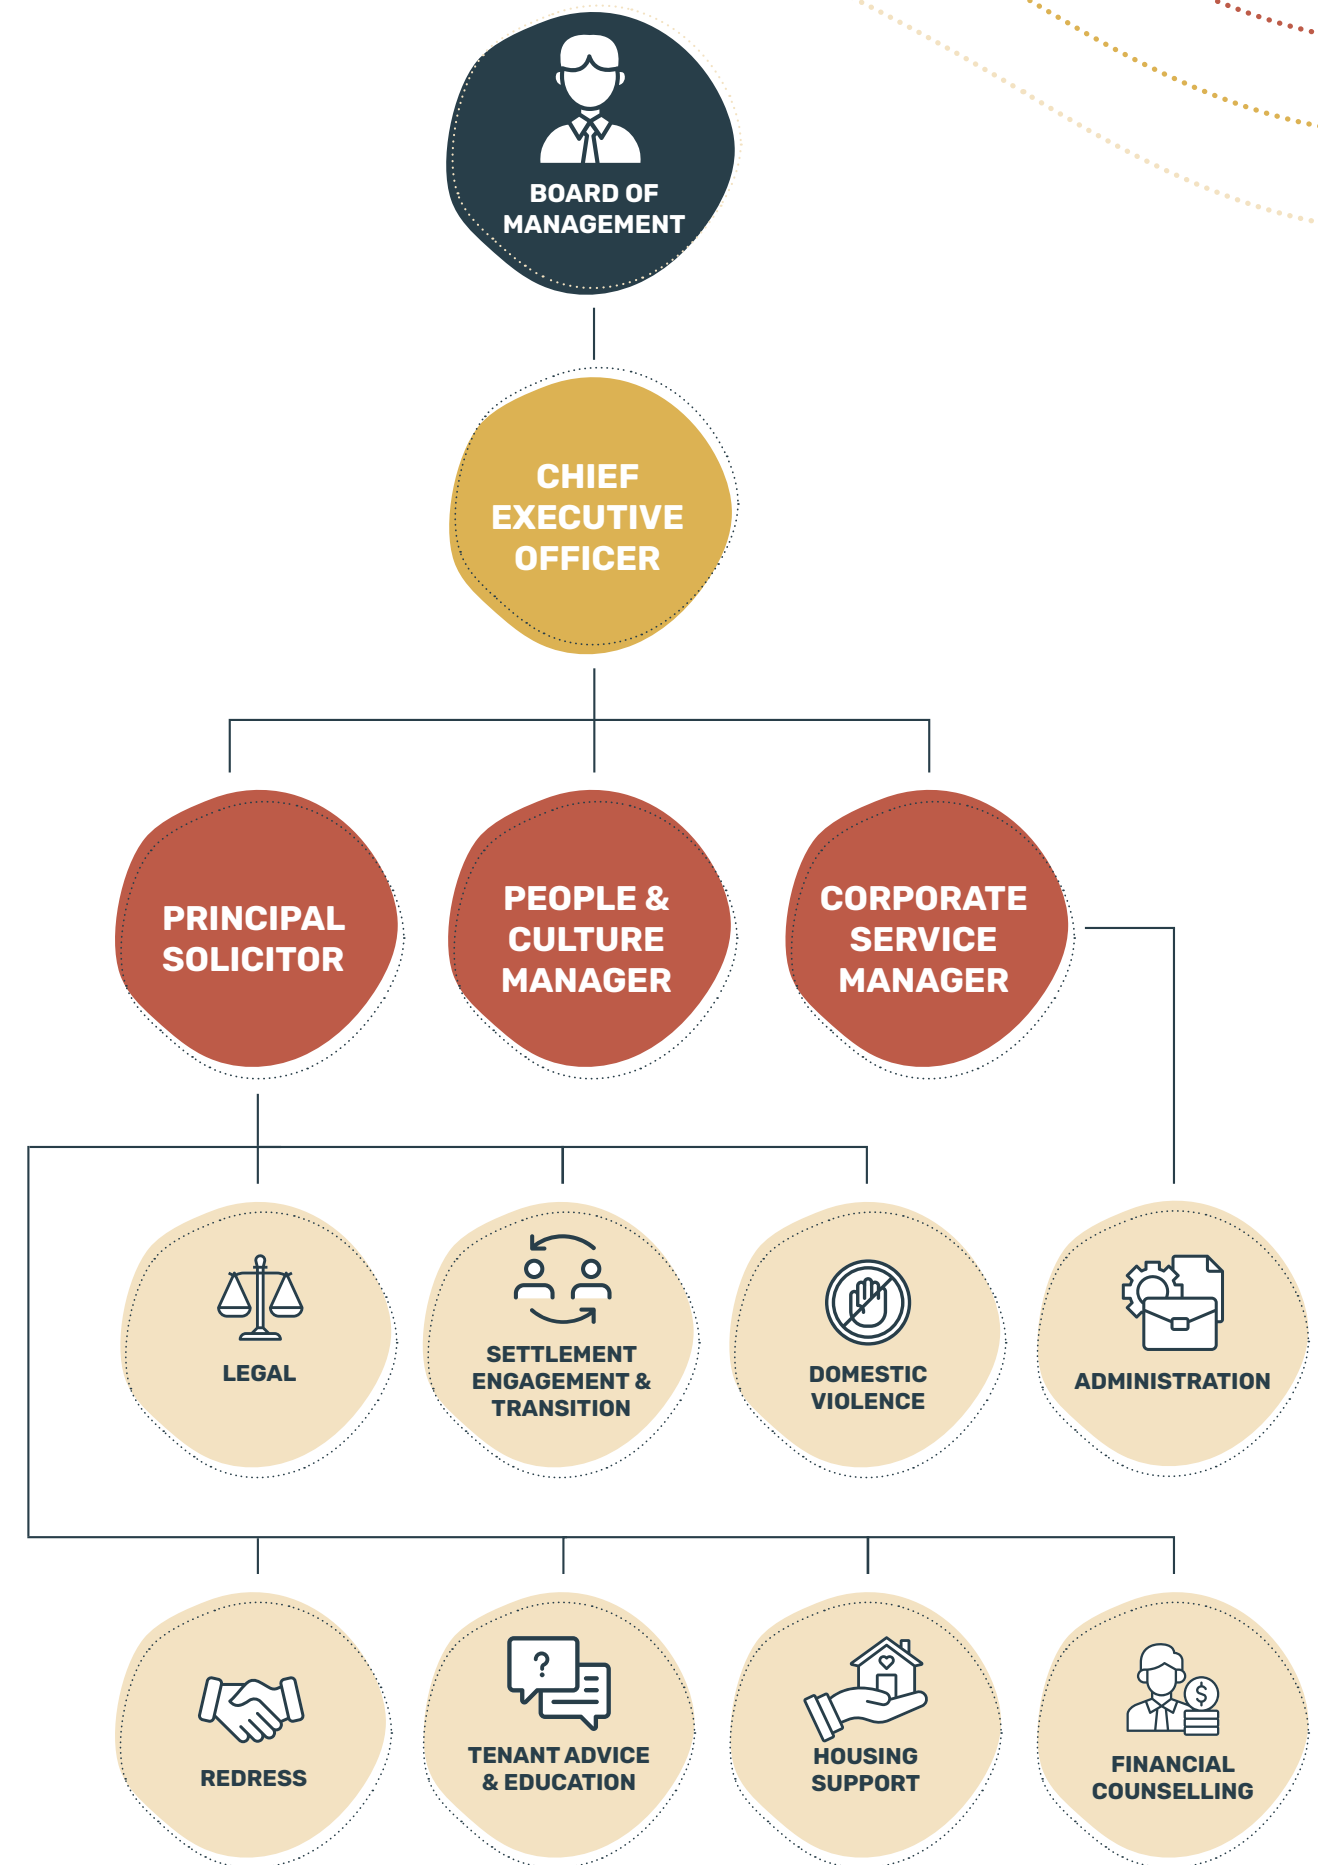 BOARD OF
MANAGEMENT
CHIEF
EXECUTIVE
OFFICER
PRINCIPAL
SOLICITOR
PEOPLE &
CULTURE
MANAGER
CORPORATE
SERVICE
MANAGER
LEGAL
SETTLEMENT
ENGAGEMENT &
TRANSITION
DOMESTIC
VIOLENCE
ADMINISTRATION
REDRESS
?
TENANT ADVICE
& EDUCATION
HOUSING
SUPPORT
$
FINANCIAL
COUNSELLING